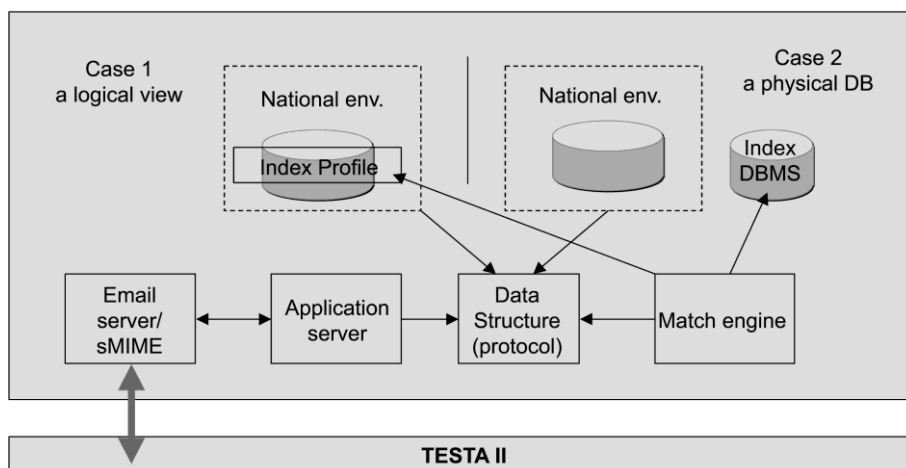 Case 1
a logical view
National env.
Index Profile
National env.
Case 2
a physical DB
Index
DBMS
Email
server/
sMIME
Application
server
Data
Structure
(protocol)
Match engine
TESTA II